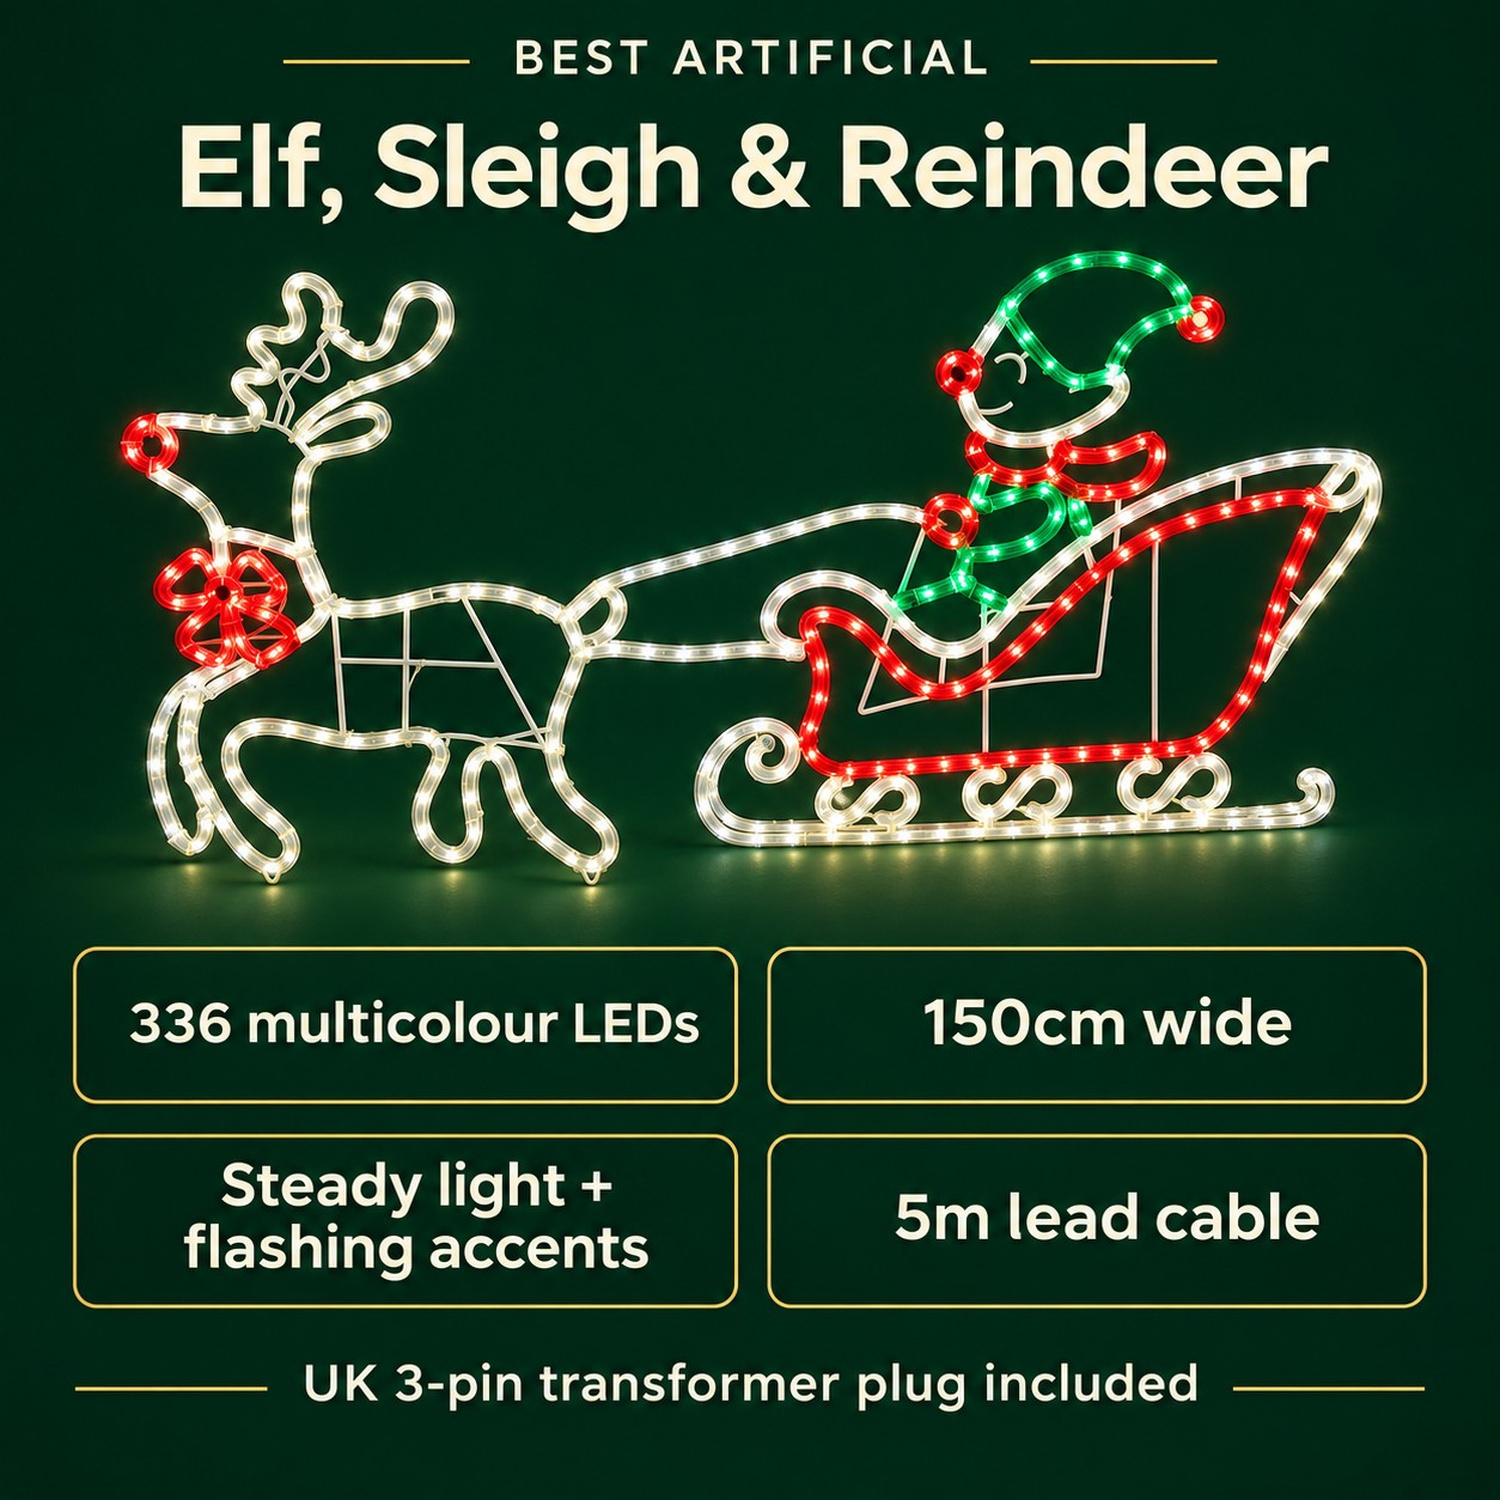 BEST ARTIFICIAL
Elf, Sleigh & Reindeer
336 multicolour LEDs
150cm wide
Steady light +
flashing accents
5m lead cable
UK 3-pin transformer plug included